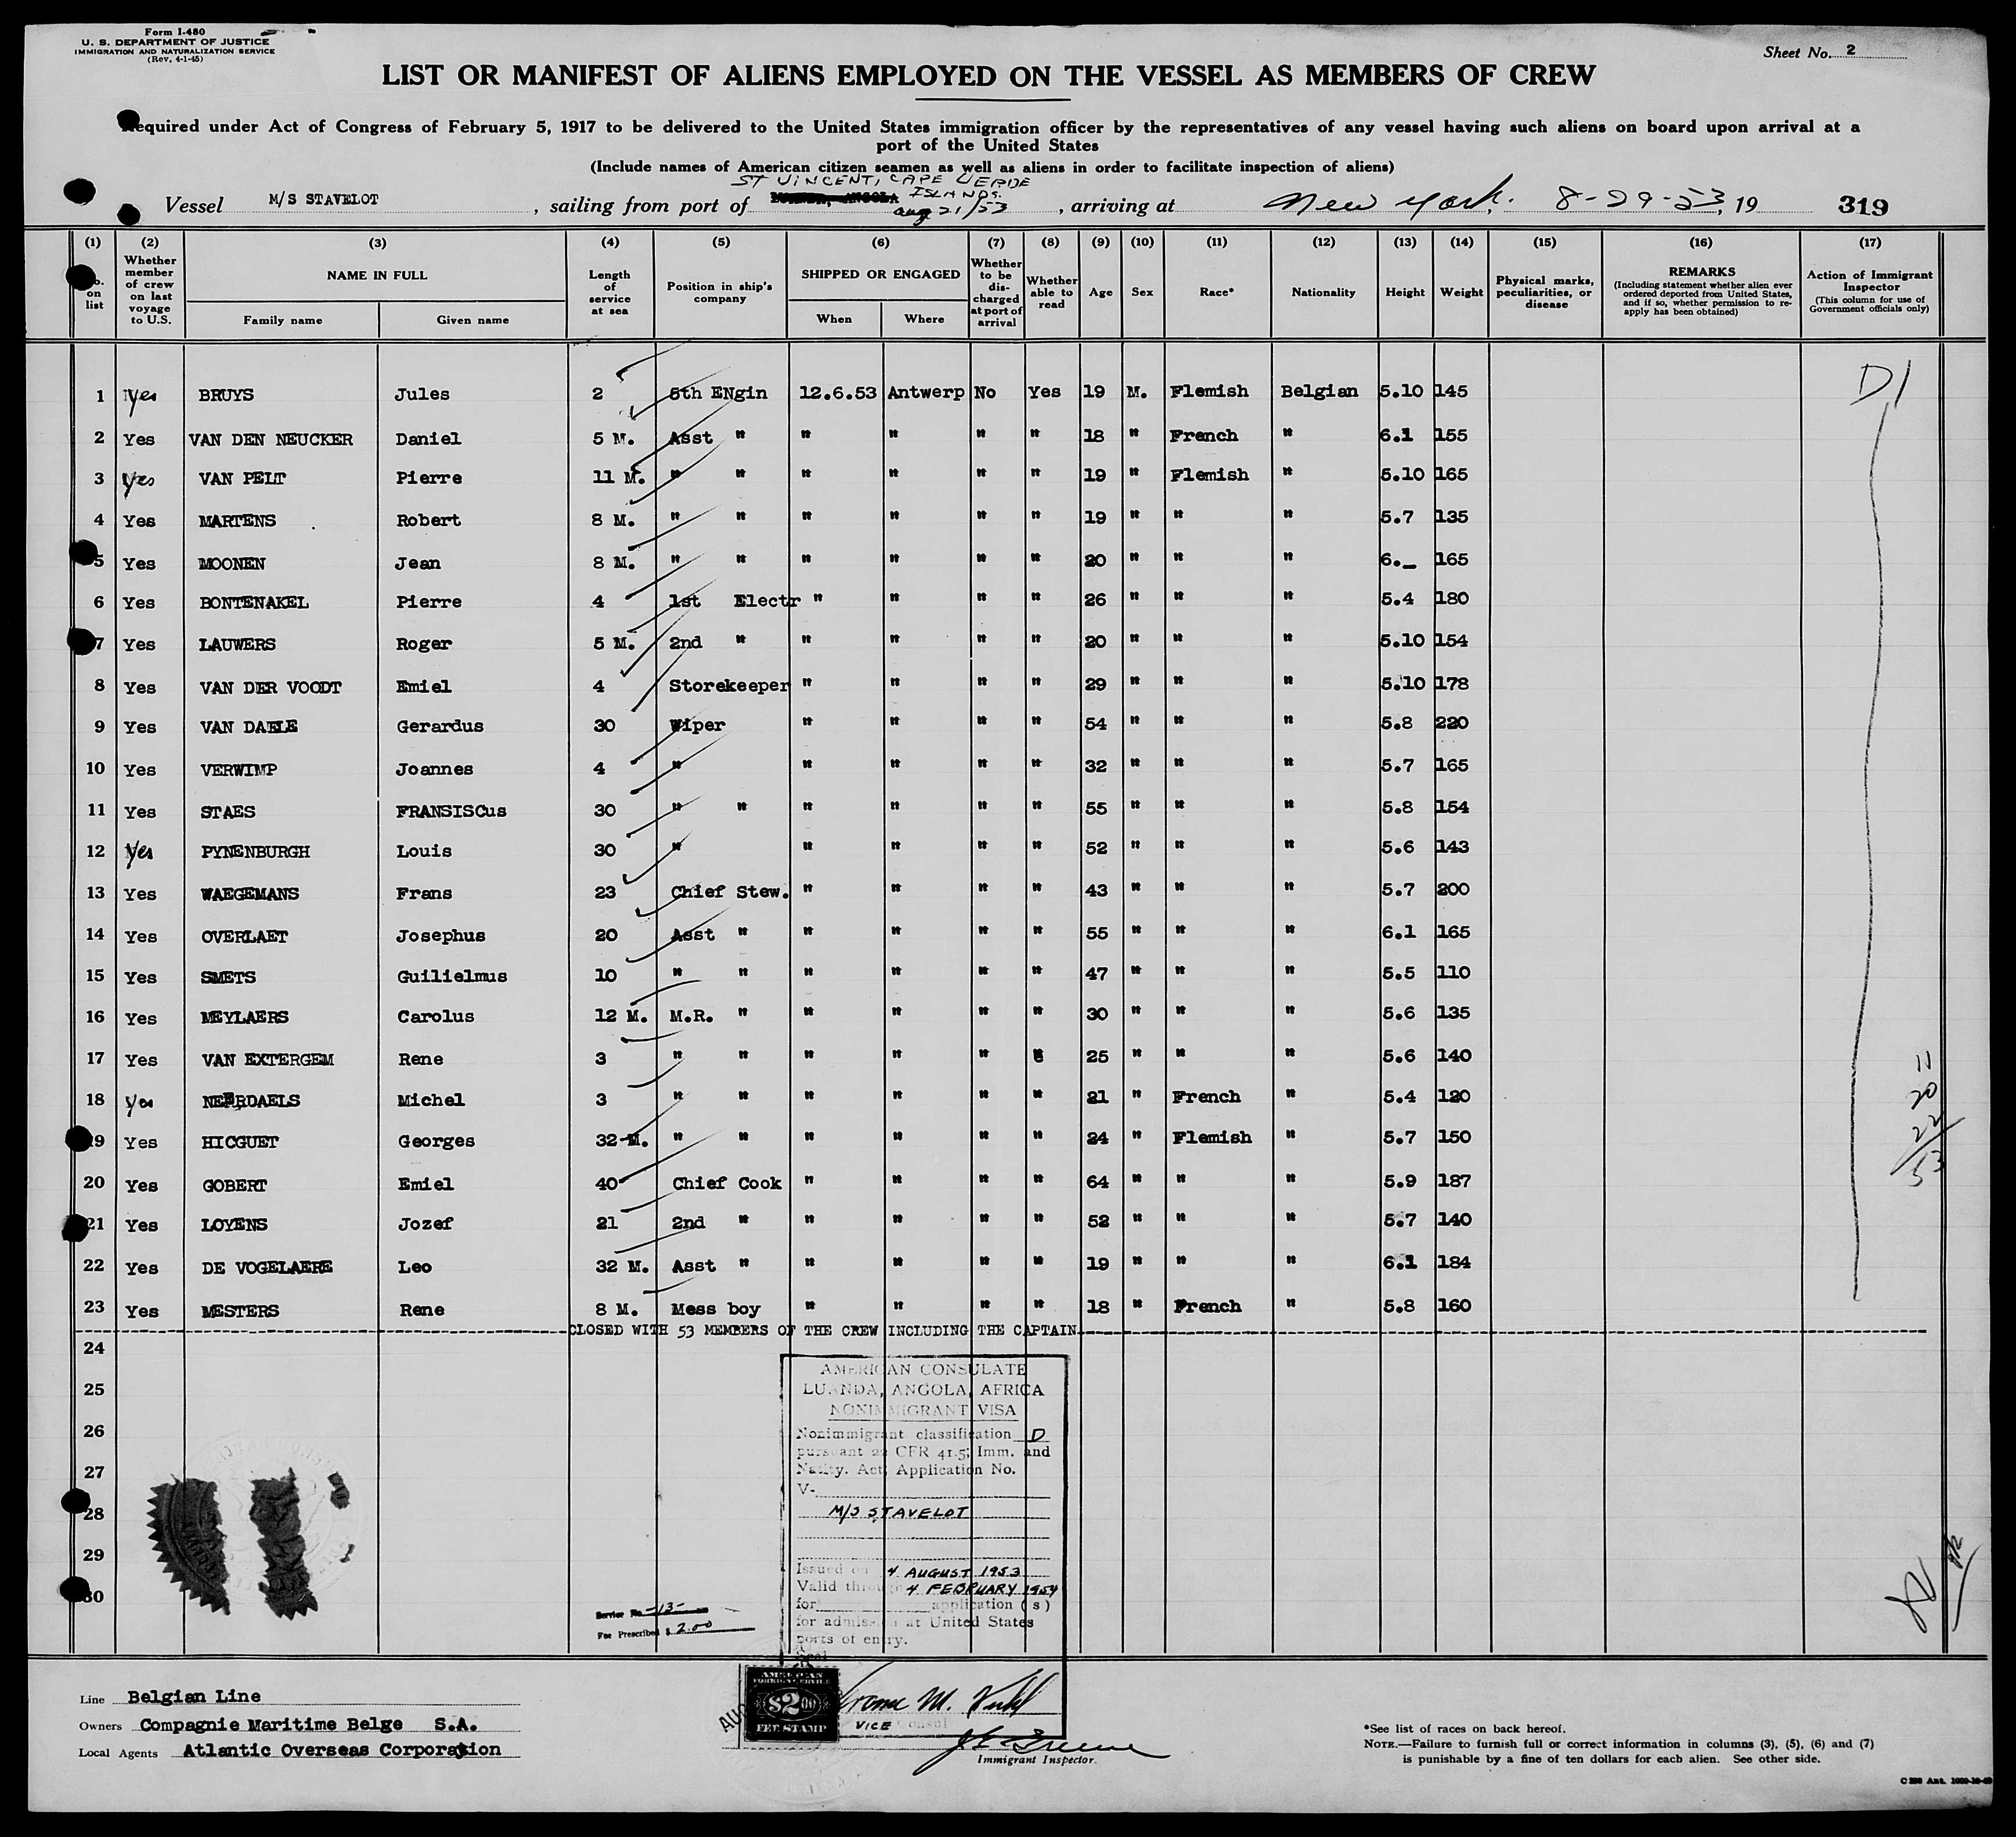 Form I-480
U. S. DEPARTMENT OF JUSTICE
IMMIGRATION AND NATURALIZATION SERVICE
(Rev. 4-1-45)
Sheet No. 2
LIST OR MANIFEST OF ALIENS EMPLOYED ON THE VESSEL AS MEMBERS OF CREW
Required under Act of Congress of February 5, 1917 to be delivered to the United States immigration officer by the representatives of any vessel having such aliens on board upon arrival at a
port of the United States
(Include names of American citizen seamen as well as aliens in order to facilitate inspection of aliens)
ST VINCENT, CAPE VERDE
ISLANDS.
Vessel M/S STAVELOT, sailing from port of aug 21/53, arriving at New York. 8-29-53, 19 319
(1) (2) (3) (4) (5) (6) (7) (8) (9) (10) (11) (12) (13) (14) (15) (16) (17)
No. on list
Whether member of crew on last voyage to U.S.
NAME IN FULL
Family name Given name
Length of service at sea
Position in ship's company
SHIPPED OR ENGAGED
When Where
Whether to be discharged at port of arrival
Whether able to read
Age Sex Race* Nationality Height Weight
Physical marks, peculiarities, or disease
REMARKS
(Including statement whether alien ever ordered deported from United States, and if so, whether permission to re-apply has been obtained)
Action of Immigrant Inspector
(This column for use of Government officials only)
D1
1 Yes BRUYS Jules 2 5th ENgin 12.6.53 Antwerp No Yes 19 M. Flemish Belgian 5.10 145
2 Yes VAN DEN NEUCKER Daniel 5 M. Asst " " " " " 18 " French " 6.1 155
3 Yes VAN PELT Pierre 11 M. " " " " " " 19 " Flemish " 5.10 165
4 Yes MARTENS Robert 8 M. " " " " " " 19 " " " 5.7 135
5 Yes MOONEN Jean 8 M. " " " " " " 20 " " " 6._ 165
6 Yes BONTENAKEL Pierre 4 1st Electr " " " " 26 " " " 5.4 180
7 Yes LAUWERS Roger 5 M. 2nd " " " " " 20 " " " 5.10 154
8 Yes VAN DER VOODT Emiel 4 Storekeeper " " " " 29 " " " 5.10 178
9 Yes VAN DAELE Gerardus 30 Wiper " " " " 54 " " " 5.8 220
10 Yes VERWIMP Joannes 4 " " " " " 32 " " " 5.7 165
11 Yes STAES FRANSISCus 30 " " " " " " 55 " " " 5.8 154
12 Yes PYNENBURGH Louis 30 " " " " " 52 " " " 5.6 143
13 Yes WAEGEMANS Frans 23 Chief Stew. " " " " 43 " " " 5.7 200
14 Yes OVERLAET Josephus 20 Asst " " " " " 55 " " " 6.1 165
15 Yes SMETS Guilielmus 10 " " " " " " 47 " " " 5.5 110
16 Yes MEYLAERS Carolus 12 M. M.R. " " " " " 30 " " " 5.6 135
17 Yes VAN EXTERGEM Rene 3 " " " " " " 25 " " " 5.6 140
18 Yes NEERDAELS Michel 3 " " " " " " 21 " French " 5.4 120
19 Yes HICGUET Georges 32 M. " " " " " " 24 " Flemish " 5.7 150
20 Yes GOBERT Emiel 40 Chief Cook " " " " 64 " " " 5.9 187
21 Yes LOYENS Jozef 21 2nd " " " " " 52 " " " 5.7 140
22 Yes DE VOGELAERE Leo 32 M. Asst " " " " " 19 " " " 6.1 184
23 Yes MESTERS Rene 8 M. Mess boy " " " " 18 " French " 5.8 160
11
20
22
53
CLOSED WITH 53 MEMBERS OF THE CREW INCLUDING THE CAPTAIN
24
25
26
27
28
29
30
AMERICAN CONSULATE
LUANDA, ANGOLA, AFRICA
NONIMMIGRANT VISA
Nonimmigrant classification D
pursuant 22 CFR 41.5; Imm. and
Natlty. Act; Application No.
V-
M/S STAVELOT
Issued on 4 AUGUST 1953
Valid through 4 FEBRUARY 1954
for application (s)
for admission at United States
ports of entry.
Service No. -13-
Fee Prescribed $ 2.00
AMERICAN
FOREIGN SERVICE
$2.00
FEE STAMP
VICE Consul
Immigrant Inspector.
Line Belgian Line
Owners Compagnie Maritime Belge S.A.
Local Agents Atlantic Overseas Corporation
*See list of races on back hereof.
NOTE.—Failure to furnish full or correct information in columns (3), (5), (6) and (7)
is punishable by a fine of ten dollars for each alien. See other side.